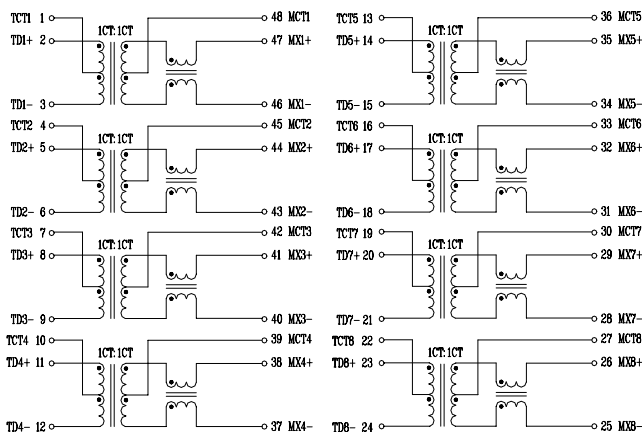 TCT1 1
1CT:1CT
48 MCT1
TD1+ 2
47 MX1+
TD1- 3
46 MX1-
TCT2 4
1CT:1CT
45 MCT2
TD2+ 5
44 MX2+
TD2- 6
43 MX2-
TCT3 7
1CT:1CT
42 MCT3
TD3+ 8
41 MX3+
TD3- 9
40 MX3-
TCT4 10
1CT:1CT
39 MCT4
TD4+ 11
38 MX4+
TD4- 12
37 MX4-
TCT5 13
1CT:1CT
36 MCT5
TD5+ 14
35 MX5+
TD5- 15
34 MX5-
TCT6 16
1CT:1CT
33 MCT6
TD6+ 17
32 MX6+
TD6- 18
31 MX6-
TCT7 19
1CT:1CT
30 MCT7
TD7+ 20
29 MX7+
TD7- 21
28 MX7-
TCT8 22
1CT:1CT
27 MCT8
TD8+ 23
26 MX8+
TD8- 24
25 MX8-